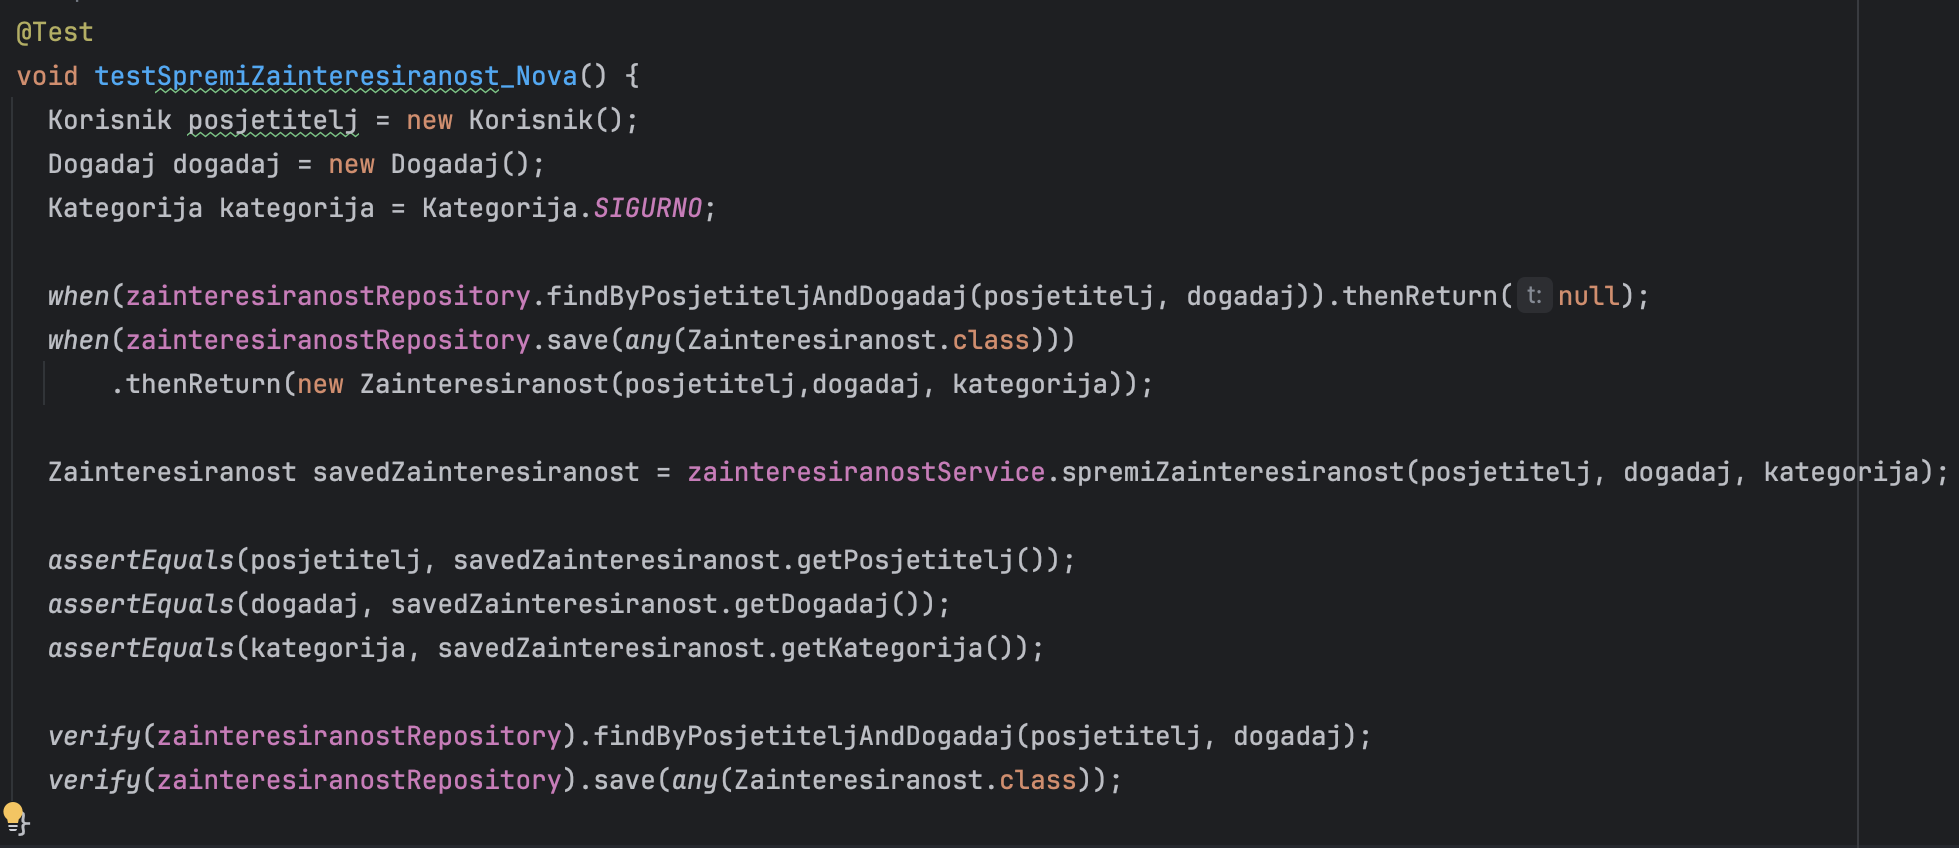 @Test
void testSpremiZainteresiranost_Nova() {
Korisnik posjetitelj = new Korisnik();
Dogadaj dogadaj = new Dogadaj();
Kategorija kategorija = Kategorija.SIGURNO;
when(zainteresiranostRepository.findByPosjetiteljAndDogadaj(posjetitelj, dogadaj)).thenReturn( t: null);
when(zainteresiranostRepository.save(any(Zainteresiranost.class)))
.thenReturn(new Zainteresiranost(posjetitelj,dogadaj, kategorija));
Zainteresiranost savedZainteresiranost = zainteresiranostService.spremiZainteresiranost(posjetitelj, dogadaj, kategorija);
assertEquals(posjetitelj, savedZainteresiranost.getPosjetitelj());
assertEquals(dogadaj, savedZainteresiranost.getDogadaj());
assertEquals(kategorija, savedZainteresiranost.getKategorija());
verify(zainteresiranostRepository).findByPosjetiteljAndDogadaj(posjetitelj, dogadaj);
verify(zainteresiranostRepository).save(any(Zainteresiranost.class));
}